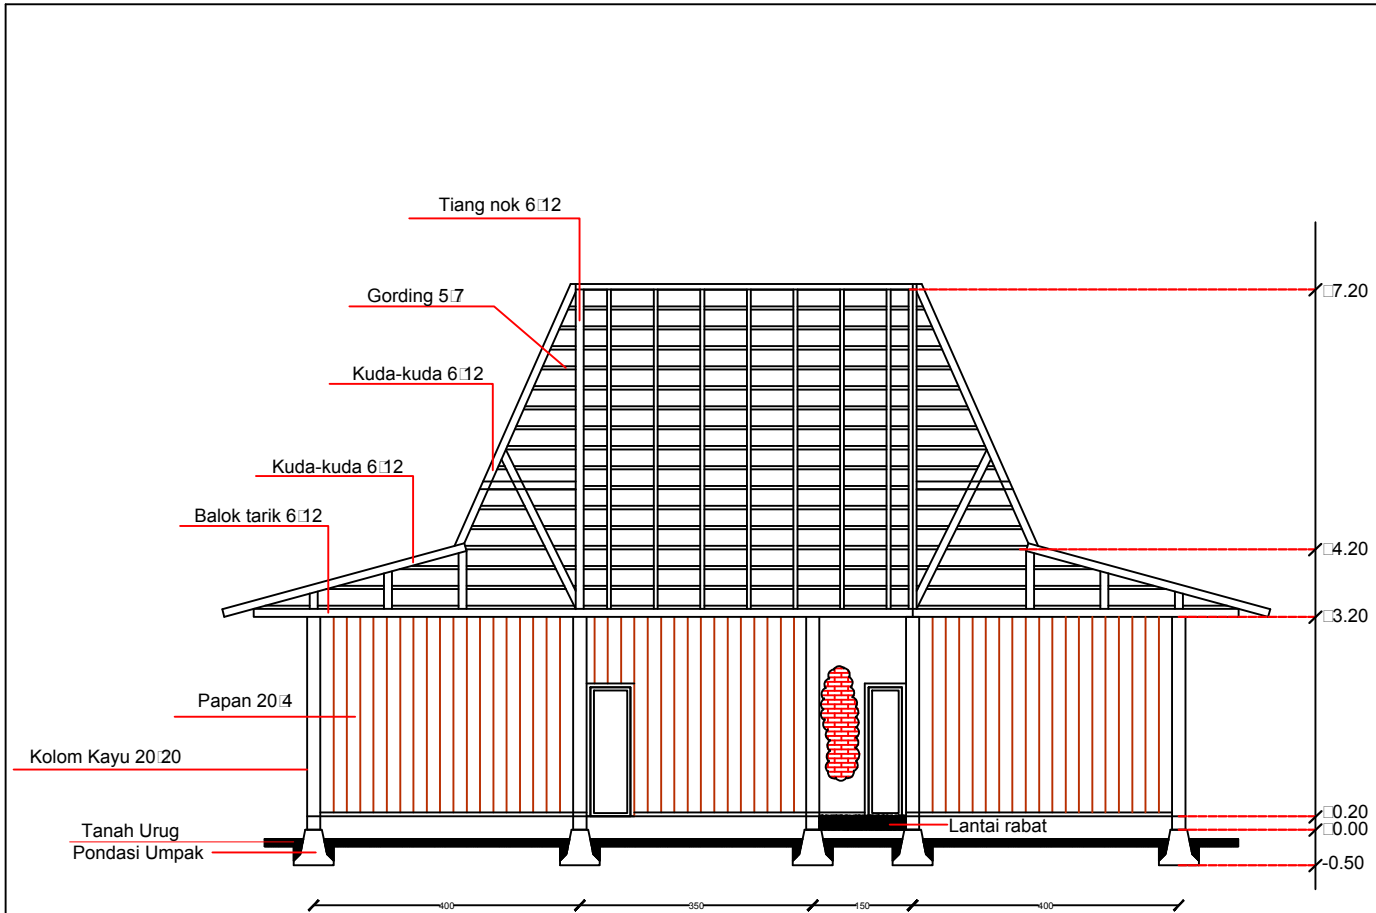 Tiang nok 6□12
Gording 5□7
Kuda-kuda 6□12
Kuda-kuda 6□12
Balok tarik 6□12
Papan 20□4
Kolom Kayu 20□20
Tanah Urug
Pondasi Umpak
Lantai rabat
□7.20
□4.20
□3.20
□0.20
□0.00
-0.50
400
350
150
400